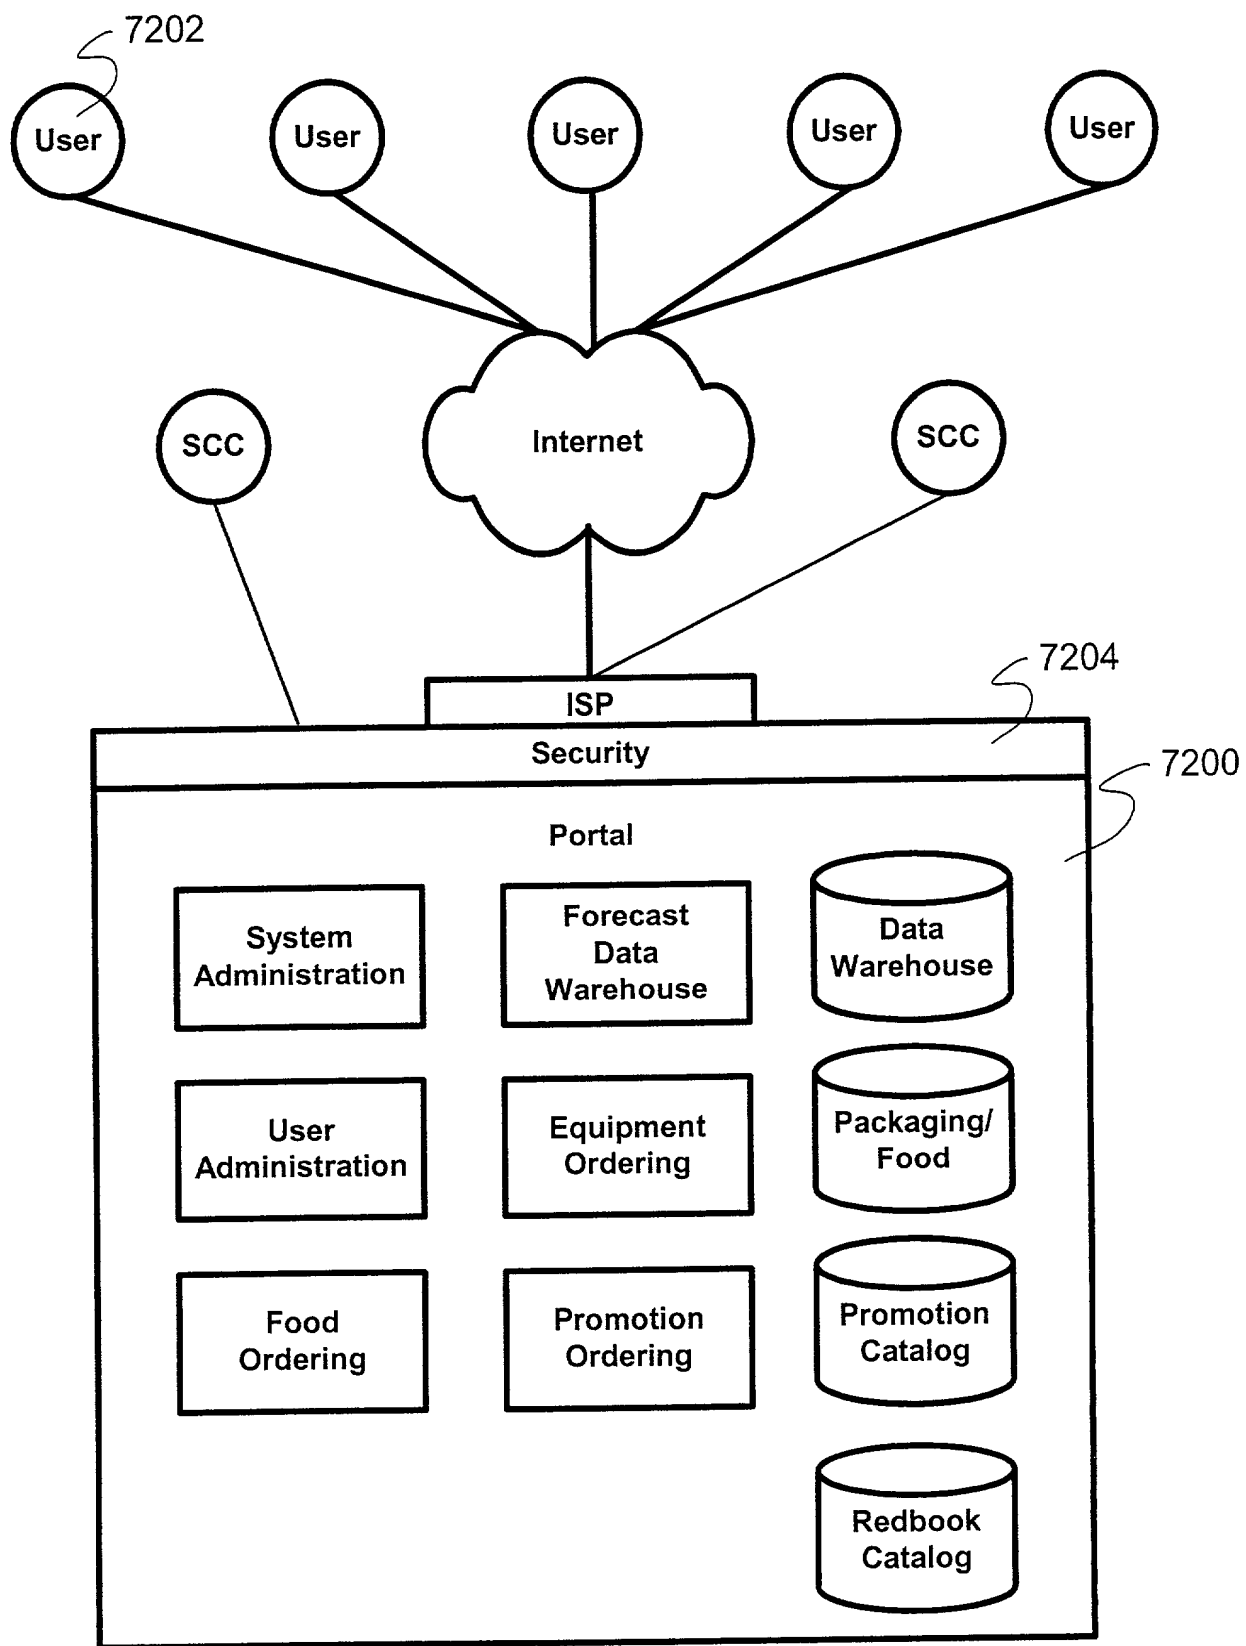 7202
User
User
User
User
User
Internet
SCC
SCC
7204
ISP
Security
7200
Portal
System
Administration
Forecast
Data
Warehouse
Data
Warehouse
User
Administration
Equipment
Ordering
Packaging/
Food
Food
Ordering
Promotion
Ordering
Promotion
Catalog
Redbook
Catalog